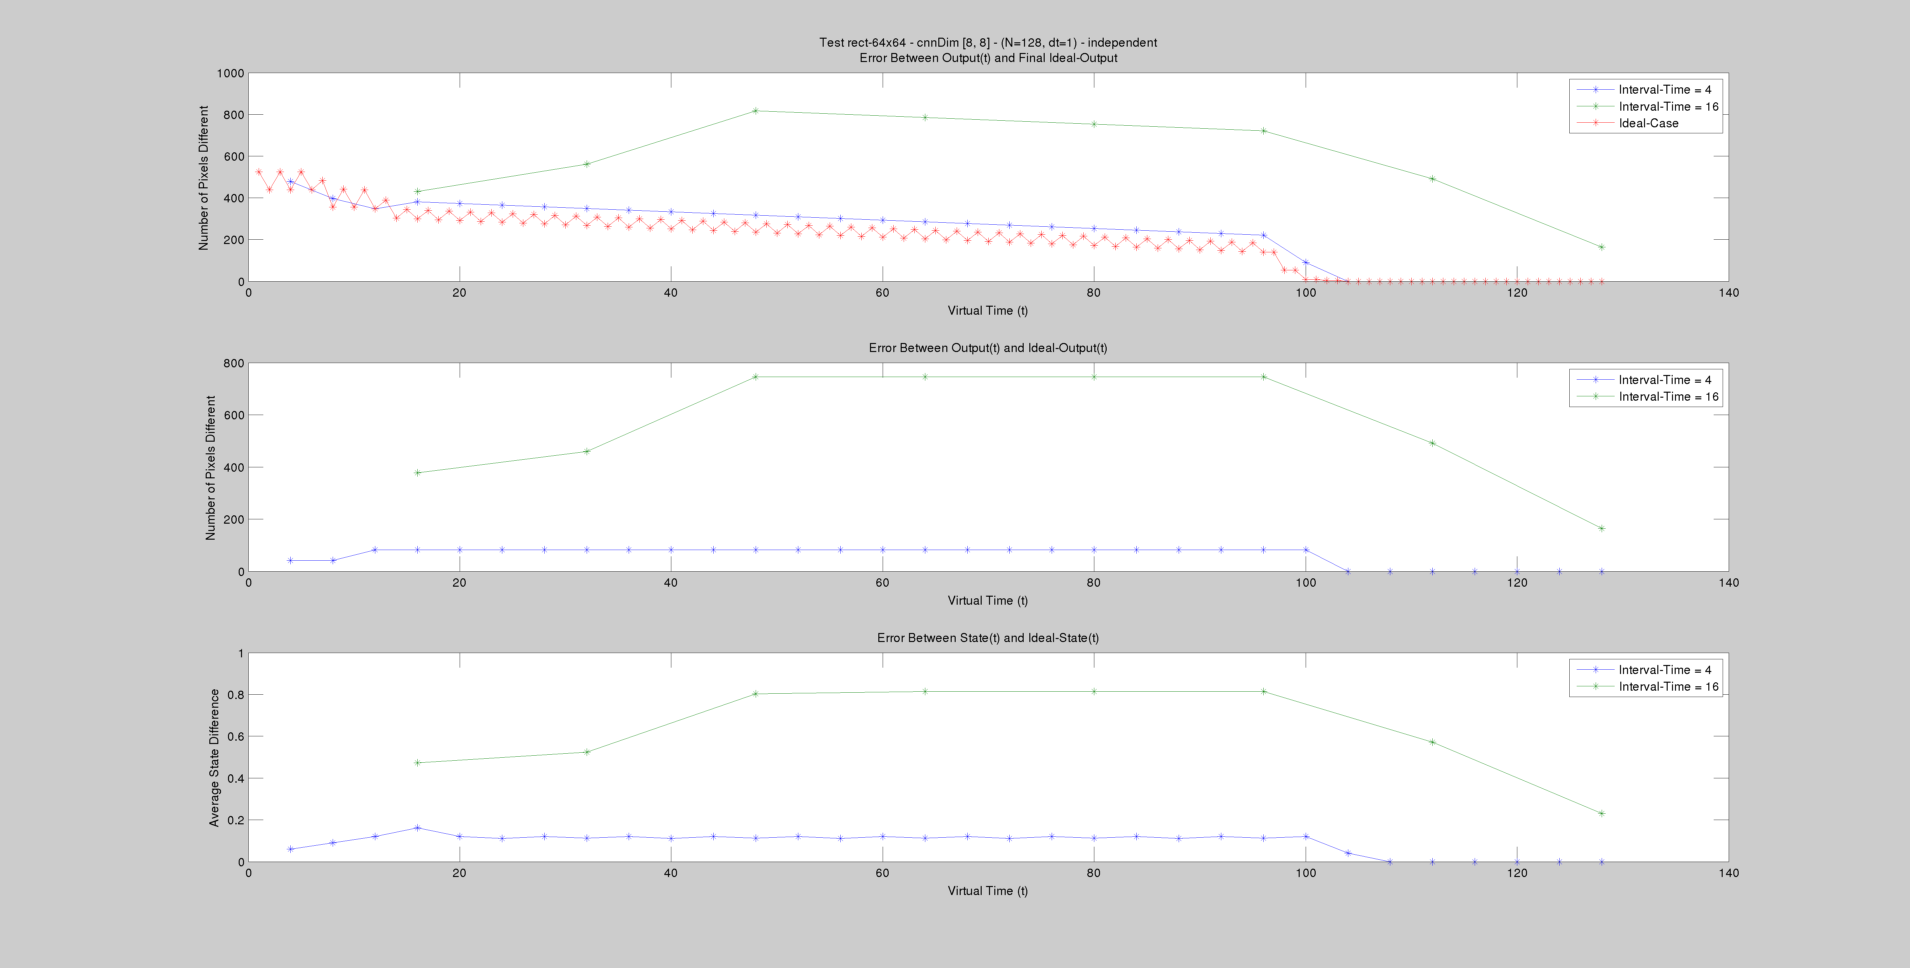 Test rect-64x64 - cnnDim [8, 8] - (N=128, dt=1) - independent
Error Between Output(t) and Final Ideal-Output
Number of Pixels Different
1000
800
600
400
200
0
0 20 40 60 80 100 120 140
Virtual Time (t)
Interval-Time = 4
Interval-Time = 16
Ideal-Case
Error Between Output(t) and Ideal-Output(t)
Number of Pixels Different
800
600
400
200
0
0 20 40 60 80 100 120 140
Virtual Time (t)
Interval-Time = 4
Interval-Time = 16
Error Between State(t) and Ideal-State(t)
Average State Difference
1
0.8
0.6
0.4
0.2
0
0 20 40 60 80 100 120 140
Virtual Time (t)
Interval-Time = 4
Interval-Time = 16